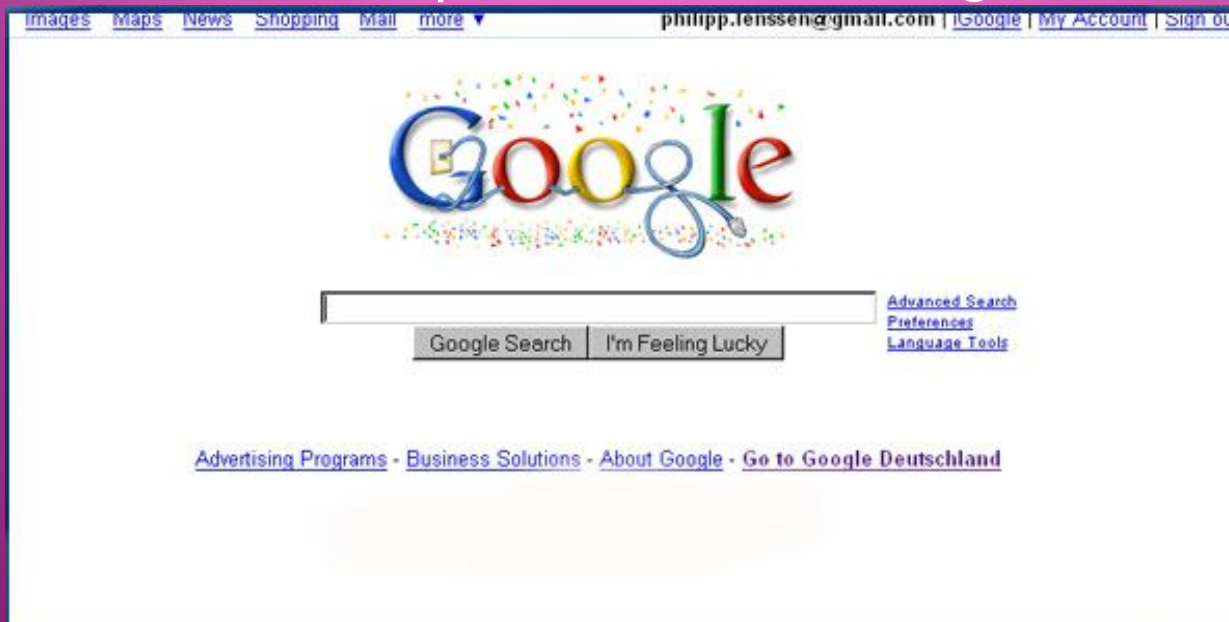 Images Maps News Shopping Mail more ▼ philipp.lenssen@gmail.com | iGoogle | My Account | Sign ou
Google
Advanced Search
Preferences
Google Search I'm Feeling Lucky Language Tools
Advertising Programs - Business Solutions - About Google - Go to Google Deutschland